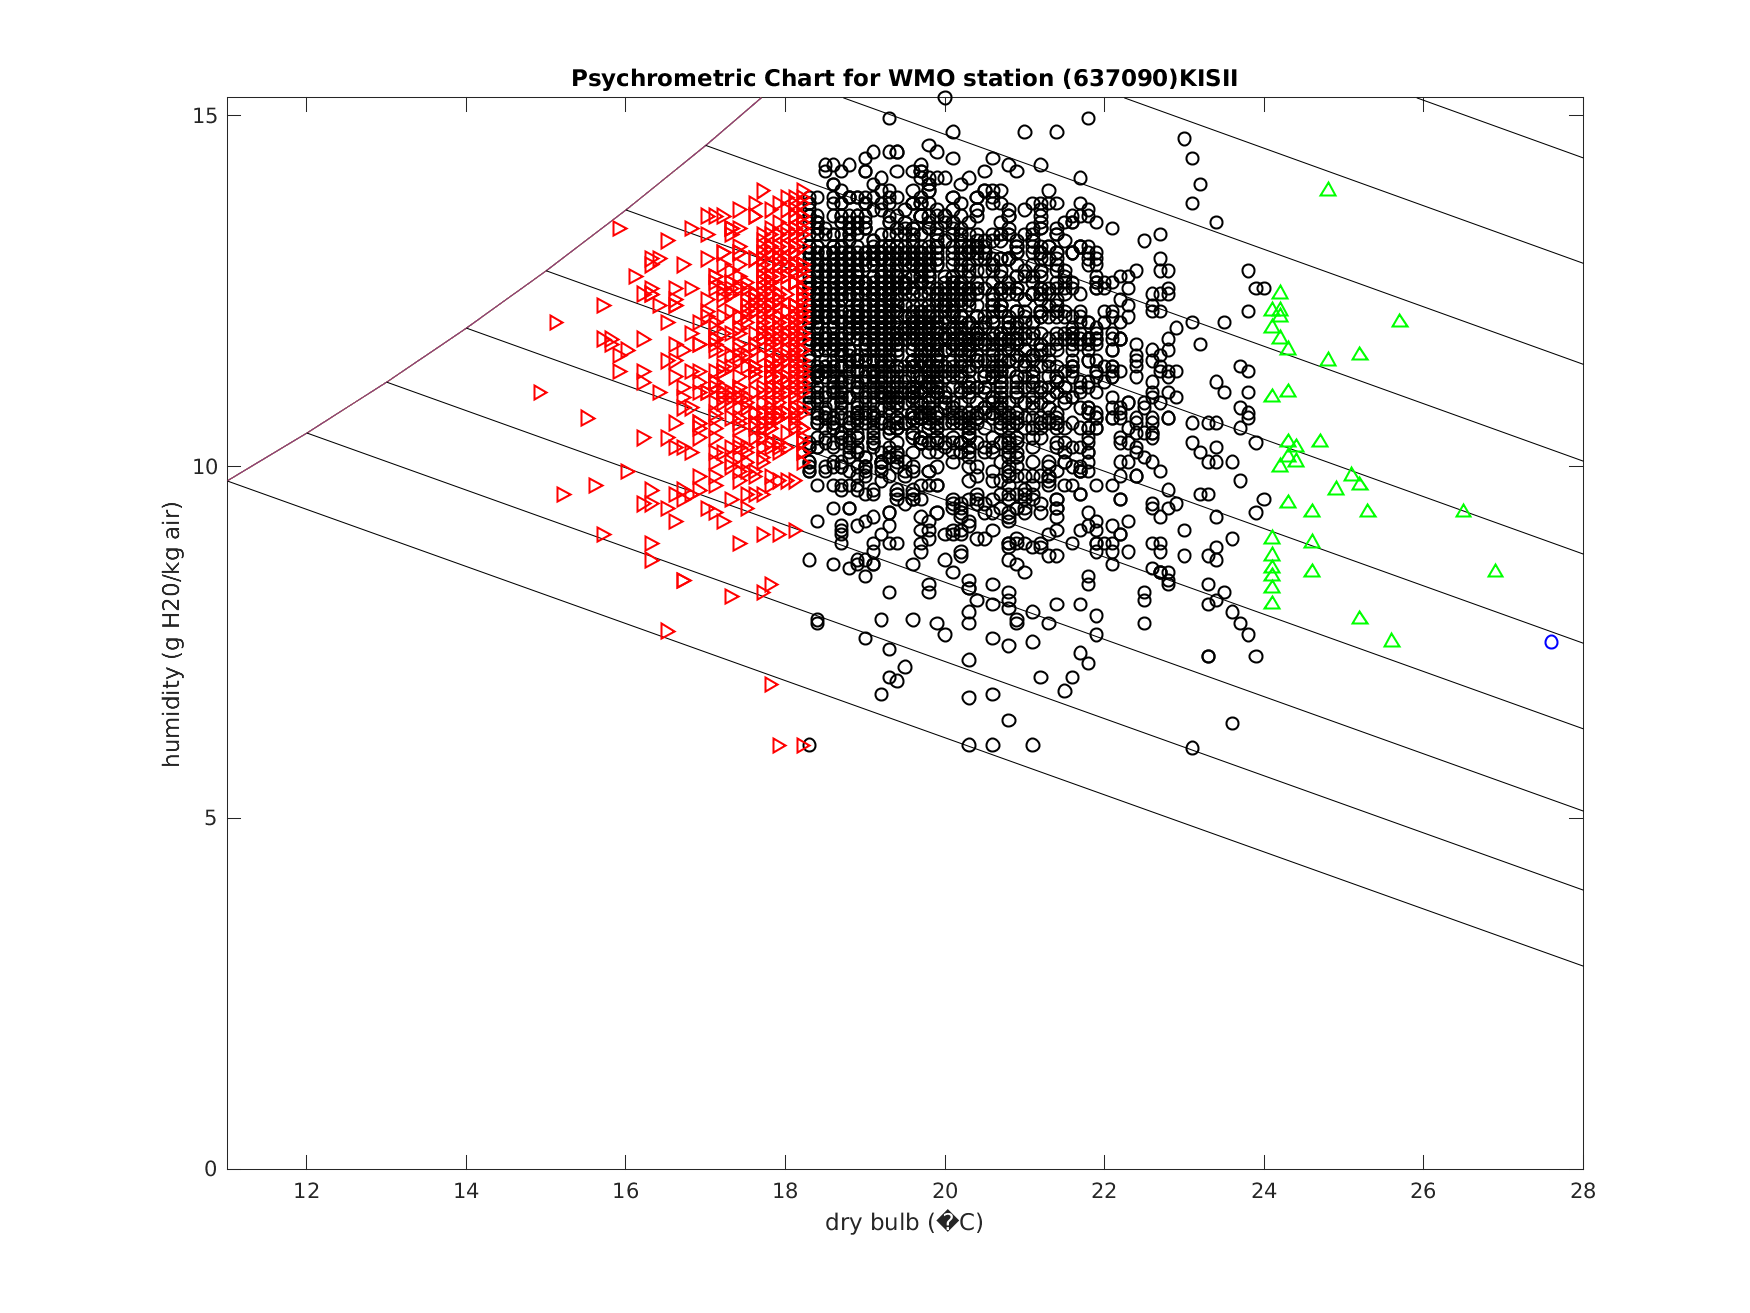 Psychrometric Chart for WMO station (637090)KISII
15
10
5
0
humidity (g H20/kg air)
12 14 16 18 20 22 24 26 28
dry bulb (�C)